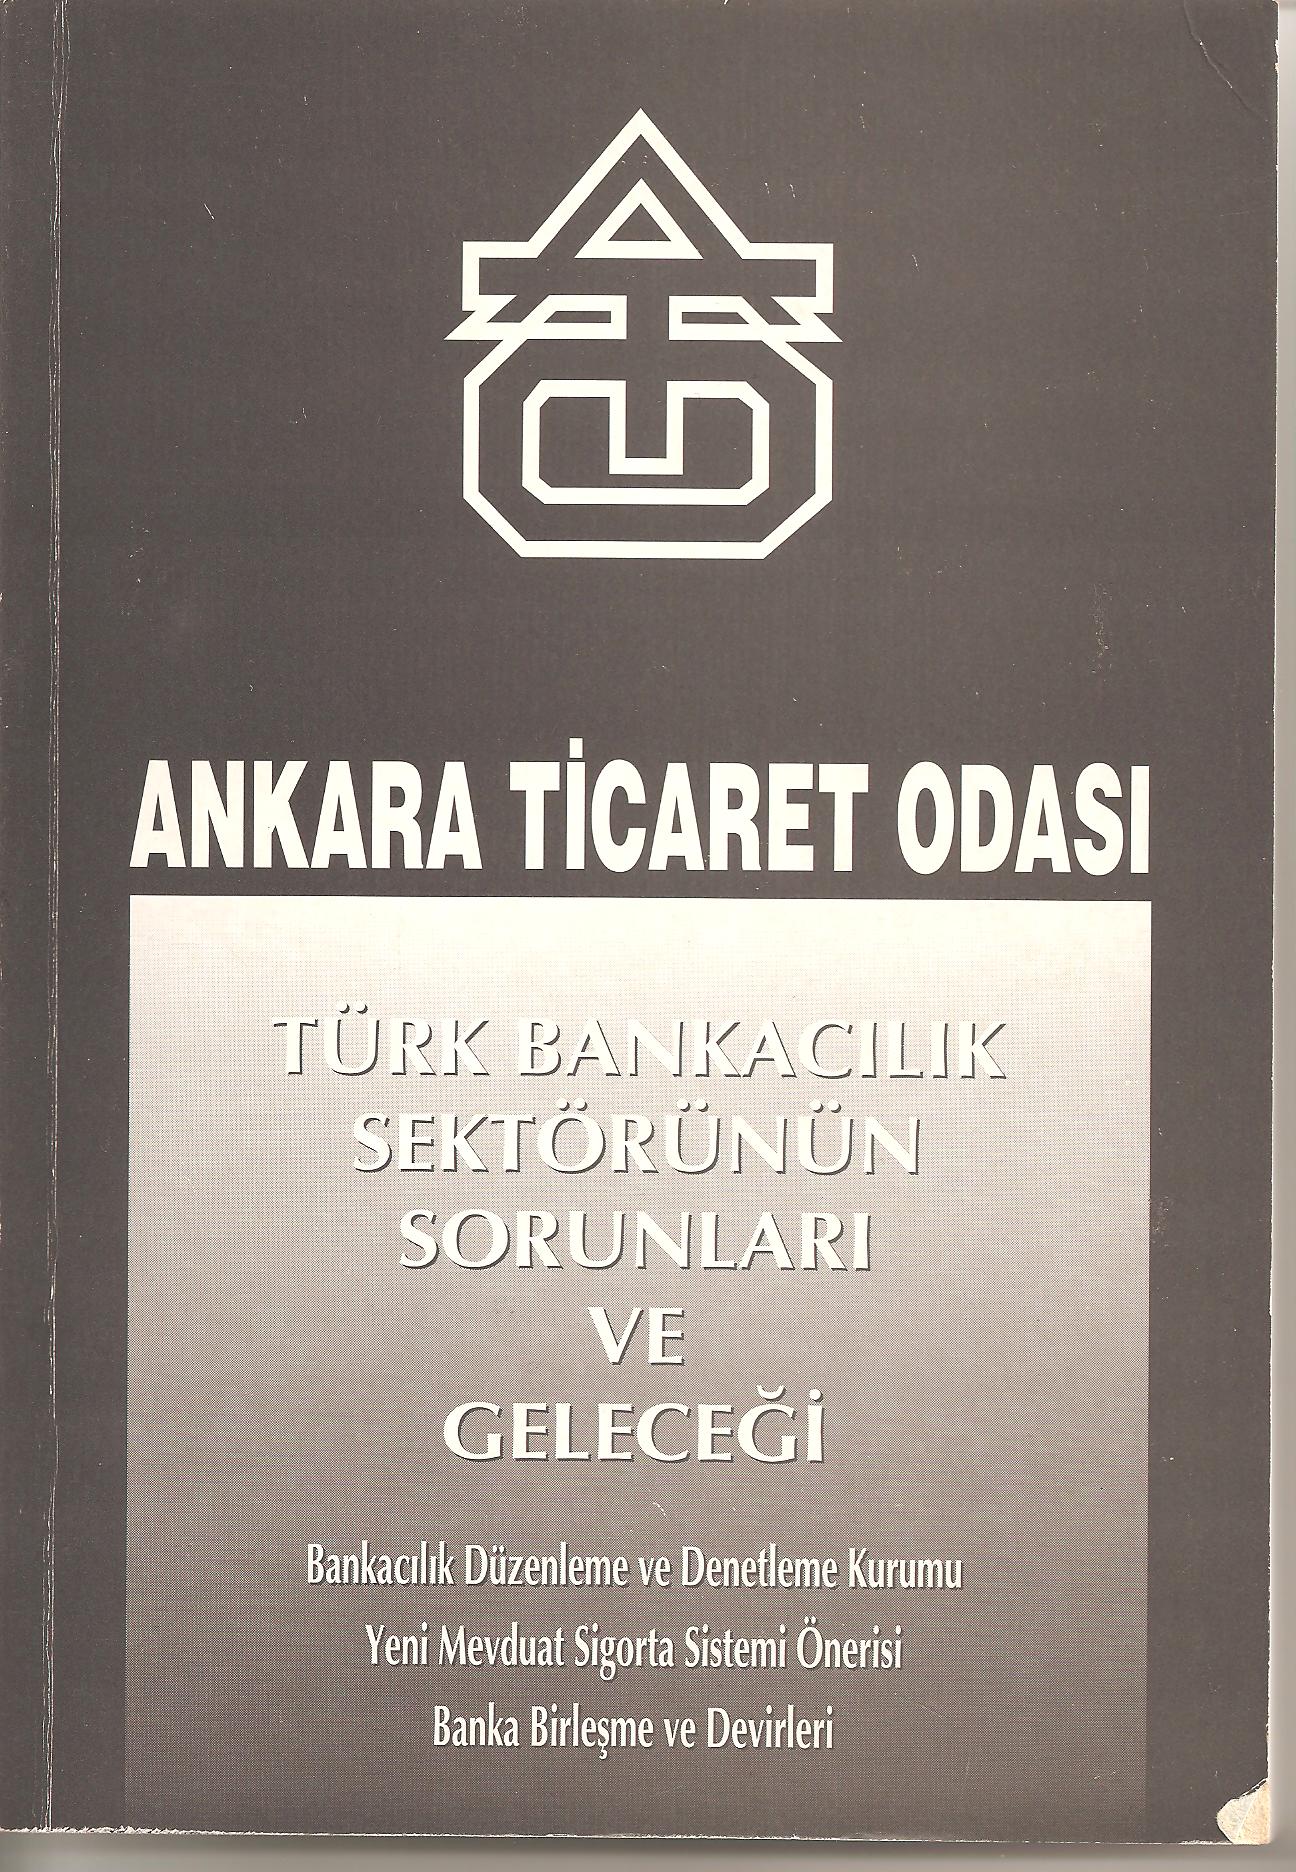 ANKARA TİCARET ODASI
TÜRK BANKACILIK
SEKTÖRÜNÜN
SORUNLARI
VE
GELECEĞİ
Bankacılık Düzenleme ve Denetleme Kurumu
Yeni Mevduat Sigorta Sistemi Önerisi
Banka Birleşme ve Devirleri